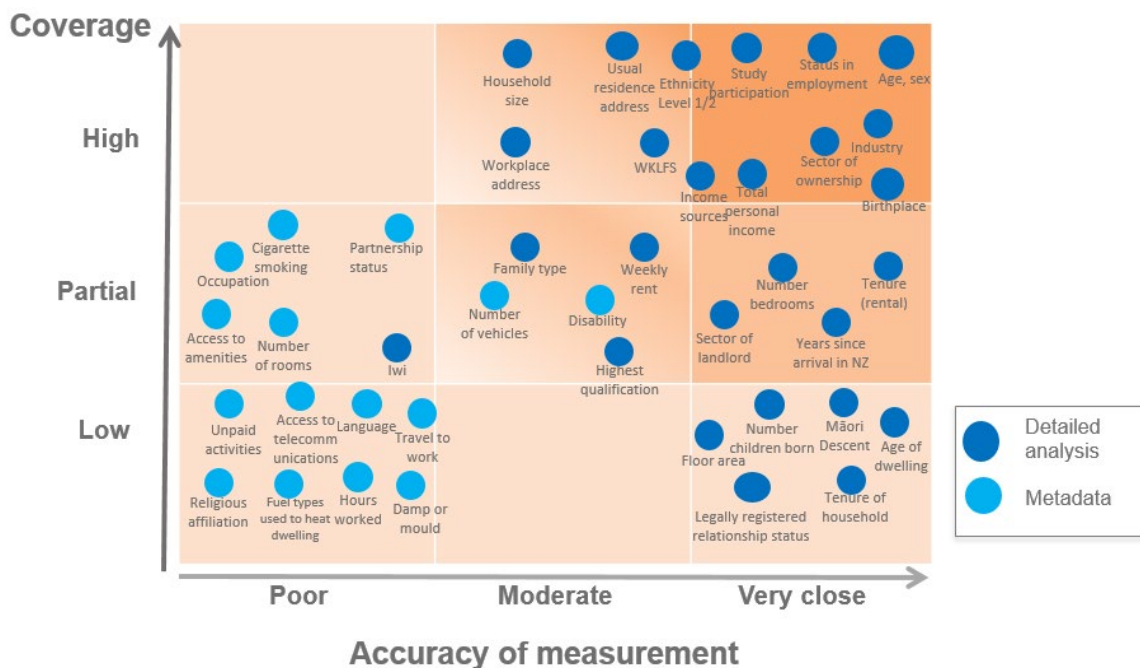 Coverage
High
Partial
Low
Household
size
Usual
residence
address
Ethnicity
Level 1/2
Study
participation
Status in
employment
Age, sex
Workplace
address
WKLFS
Income
sources
Total
personal
income
Sector of
ownership
Industry
Birthplace
Occupation
Cigarette
smoking
Partnership
status
Access to
amenities
Number
of rooms
Iwi
Family type
Weekly
rent
Number
of vehicles
Disability
Highest
qualification
Number
bedrooms
Tenure
(rental)
Sector of
landlord
Years since
arrival in NZ
Unpaid
activities
Access to
telecomm
unications
Language
Travel to
work
Religious
affiliation
Fuel types
used to heat
dwelling
Hours
worked
Damp or
mould
Floor area
Number
children born
Māori
Descent
Age of
dwelling
Legally registered
relationship status
Tenure of
household
Detailed
analysis
Metadata
Poor
Moderate
Very close
Accuracy of measurement